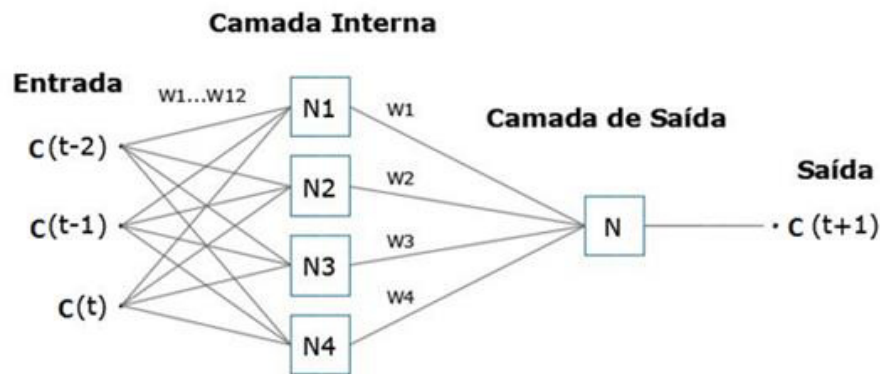 Camada Interna
Entrada
W1...W12
N1
W1
Camada de Saída
C(t-2)
N2
W2
Saída
C(t-1)
N
C (t+1)
N3
W3
C(t)
W4
N4